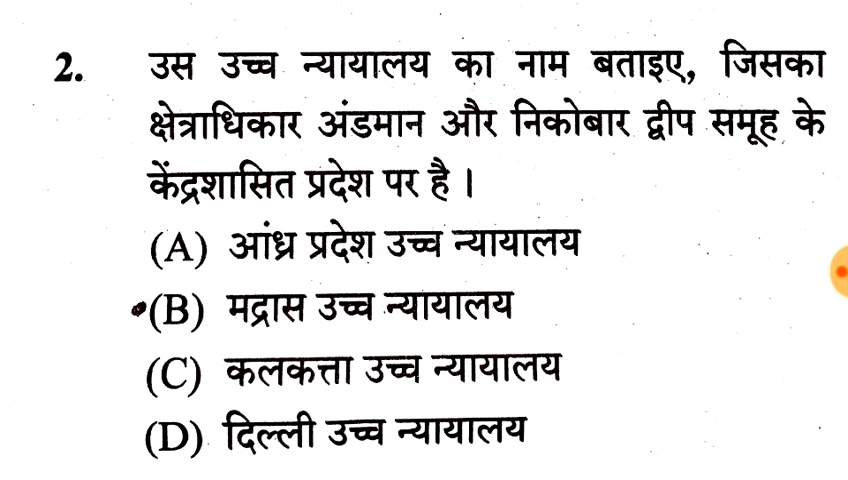 2. उस उच्च न्यायालय का नाम बताइए, जिसका
क्षेत्राधिकार अंडमान और निकोबार द्वीप समूह के
केंद्रशासित प्रदेश पर है ।
(A) आंध्र प्रदेश उच्च न्यायालय
(B) मद्रास उच्च न्यायालय
(C) कलकत्ता उच्च न्यायालय
(D) दिल्ली उच्च न्यायालय